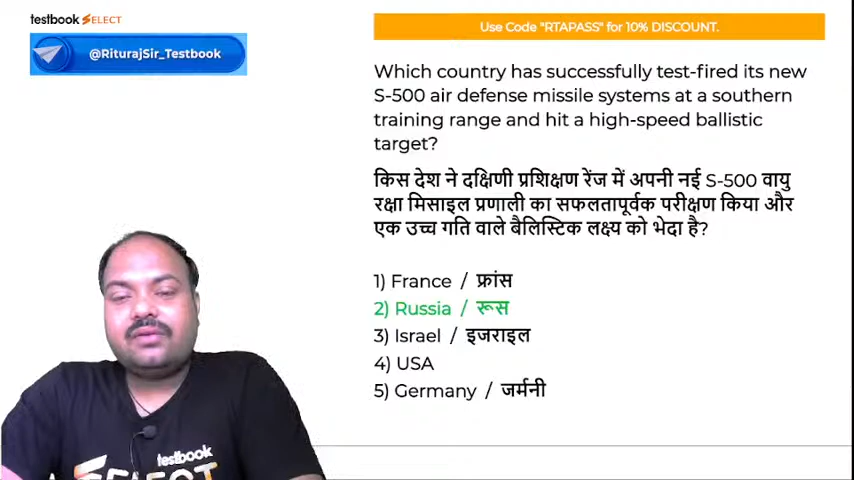 testbook SELECT
@RiturajSir_Testbook
Use Code "RTAPASS" for 10% DISCOUNT.
Which country has successfully test-fired its new
S-500 air defense missile systems at a southern
training range and hit a high-speed ballistic
target?
किस देश ने दक्षिणी प्रशिक्षण रेंज में अपनी नई S-500 वायु
रक्षा मिसाइल प्रणाली का सफलतापूर्वक परीक्षण किया और
एक उच्च गति वाले बैलिस्टिक लक्ष्य को भेदा है?
1) France / फ्रांस
2) Russia / रूस
3) Israel / इजराइल
4) USA
5) Germany / जर्मनी
testbook
SELECT